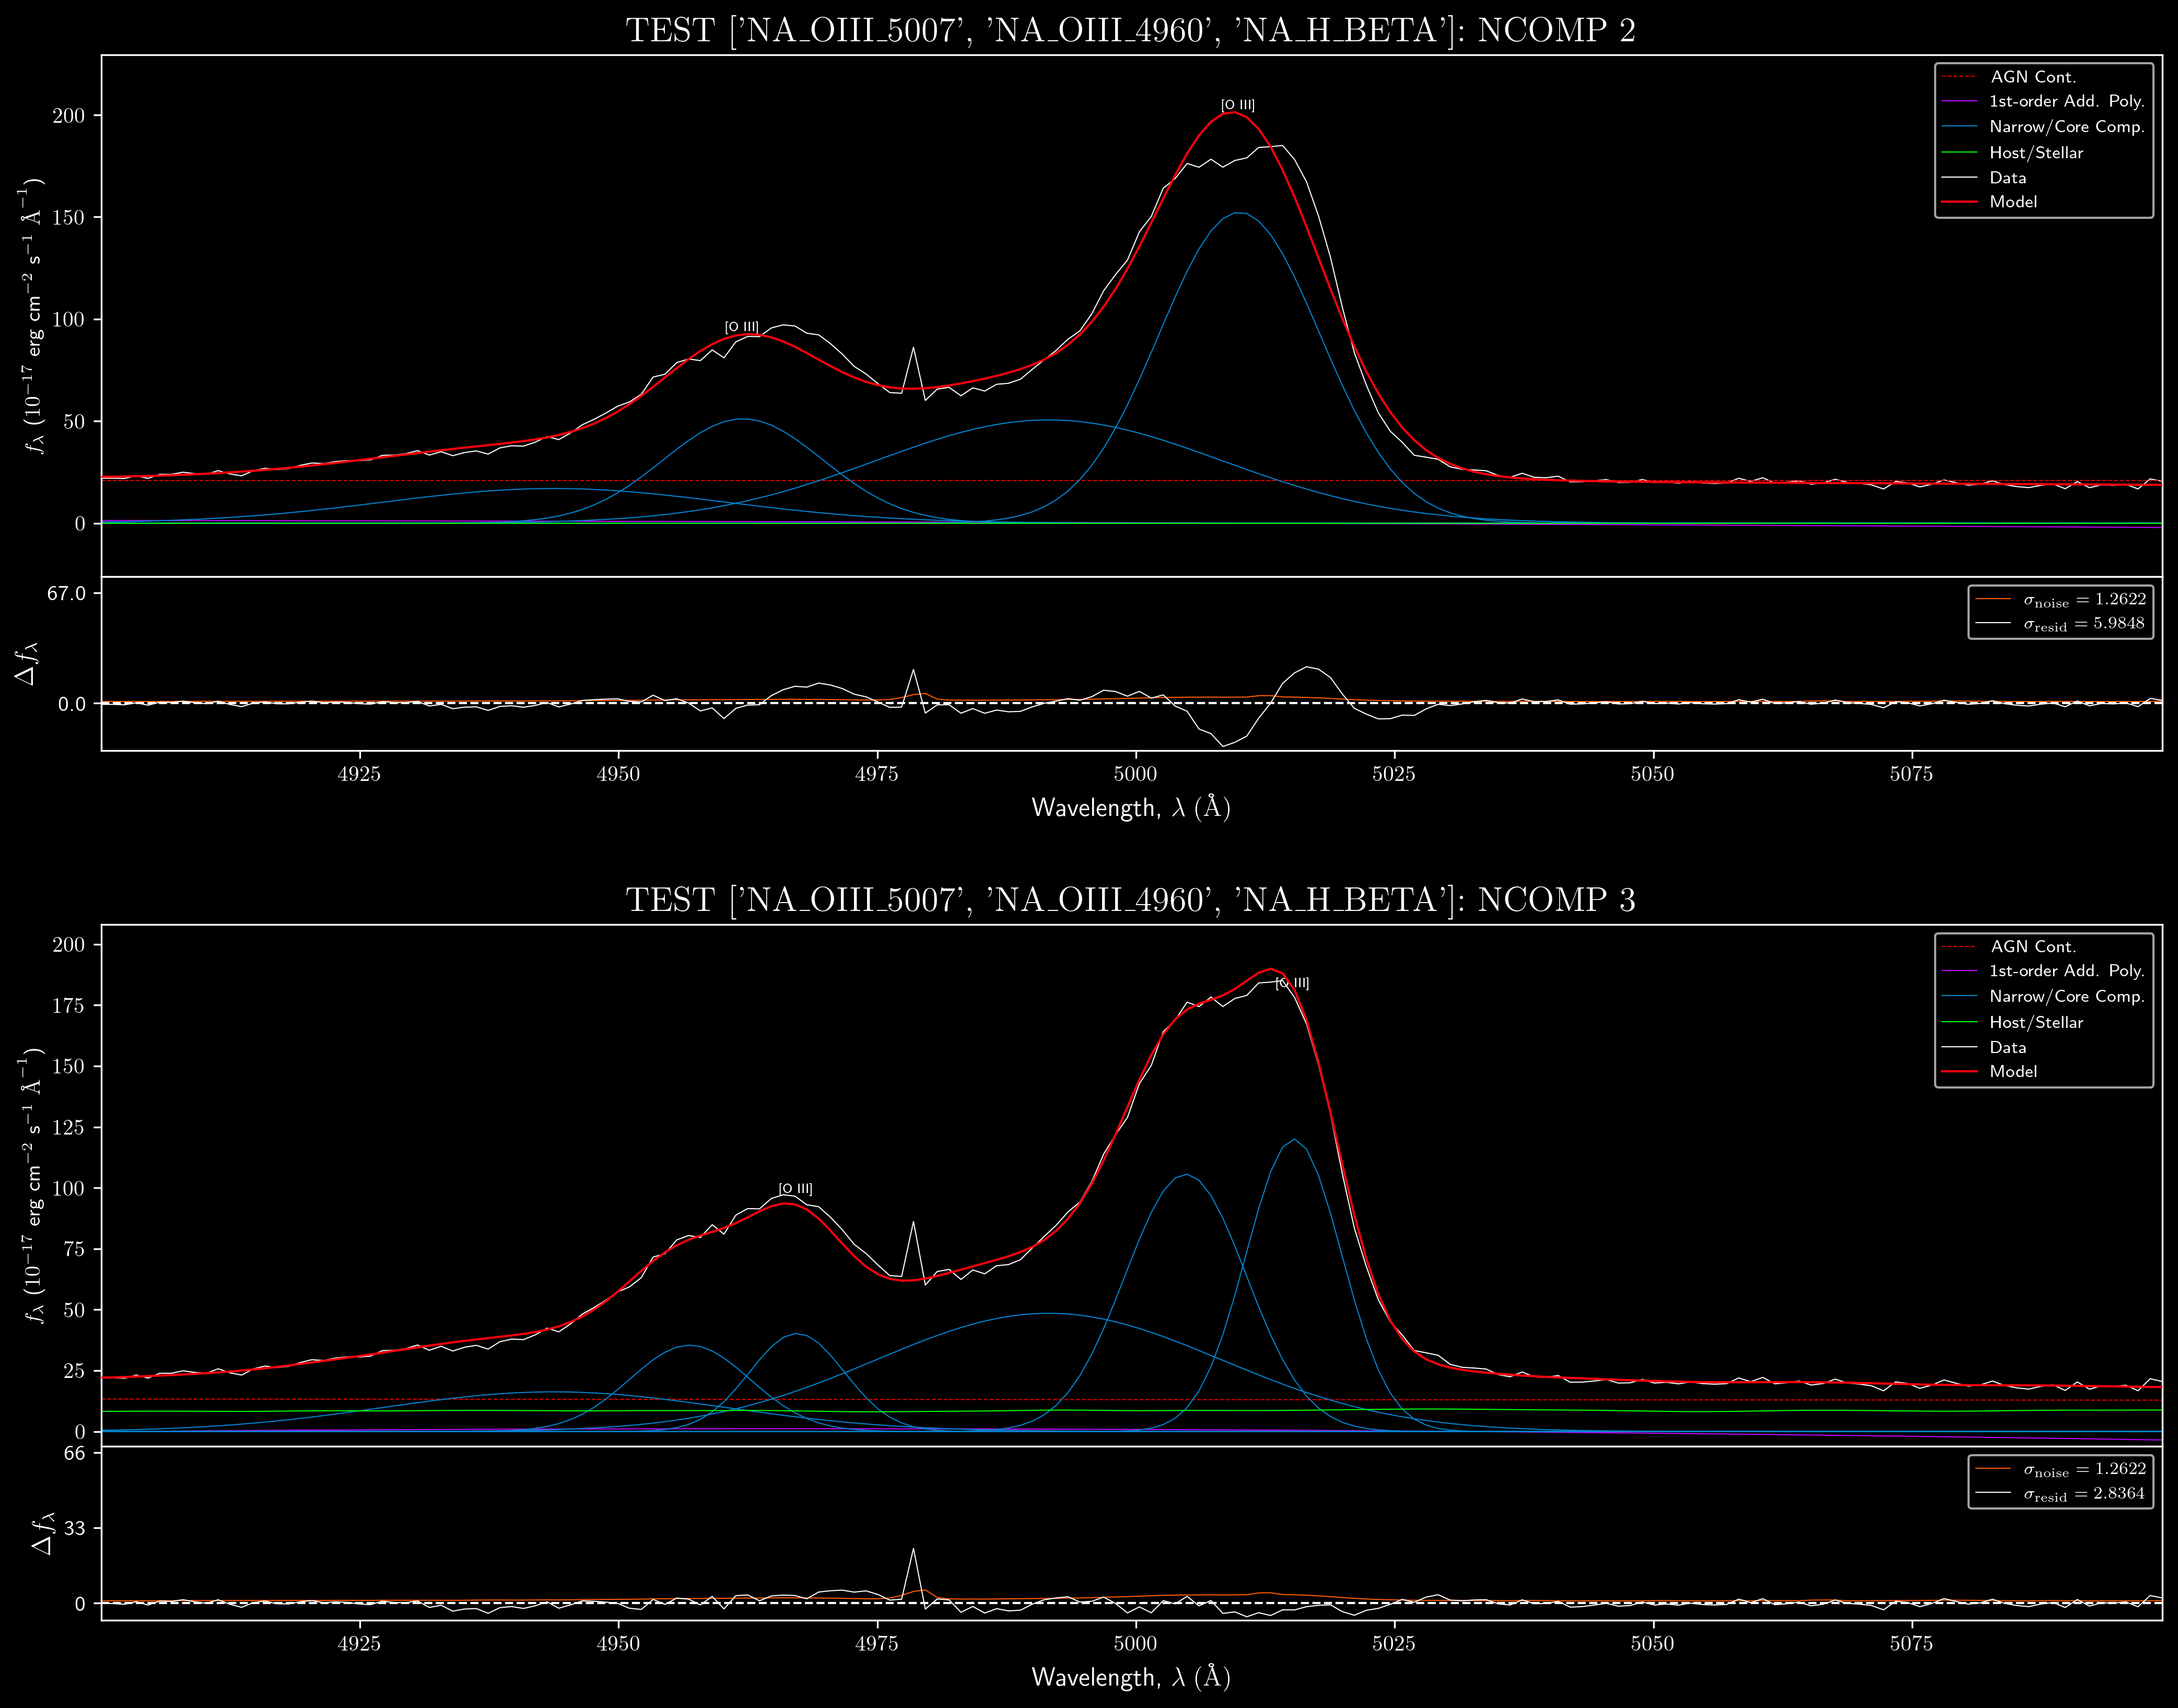 TEST ['NA_OIII_5007', 'NA_OIII_4960', 'NA_H_BETA']: NCOMP 2
[O III]
[O III]
AGN Cont.
1st-order Add. Poly.
Narrow/Core Comp.
Host/Stellar
Data
Model
200
150
100
50
0
fλ (10−17 erg cm−2 s−1 Å−1)
67.0
0.0
Δfλ
σnoise = 1.2622
σresid = 5.9848
4925 4950 4975 5000 5025 5050 5075
Wavelength, λ (Å)
TEST ['NA_OIII_5007', 'NA_OIII_4960', 'NA_H_BETA']: NCOMP 3
[O III]
[O III]
AGN Cont.
1st-order Add. Poly.
Narrow/Core Comp.
Host/Stellar
Data
Model
200
175
150
125
100
75
50
25
0
fλ (10−17 erg cm−2 s−1 Å−1)
66
33
0
Δfλ
σnoise = 1.2622
σresid = 2.8364
4925 4950 4975 5000 5025 5050 5075
Wavelength, λ (Å)